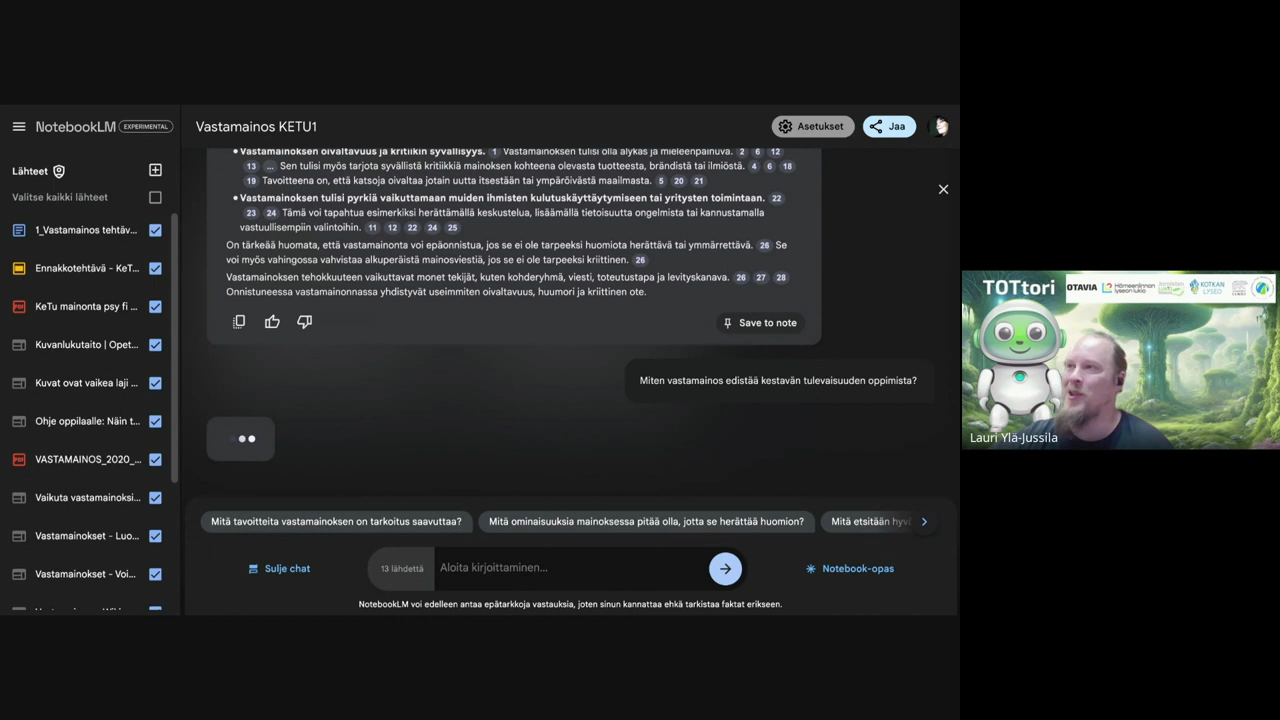 NotebookLM EXPERIMENTAL
Vastamainos KETU1
Asetukset
Jaa
Lähteet
Valitse kaikki lähteet
1_Vastamainos tehtäv...
Ennakkotehtävä - KeT...
KeTu mainonta psy fi ...
Kuvanlukutaito | Opet...
Kuvat ovat vaikea laji ...
Ohje oppilaalle: Näin t...
VASTAMAINOS_2020_...
Vaikuta vastamainoksi...
Vastamainokset - Luo...
Vastamainokset - Voi...
• Vastamainoksen oivaltavuus ja kritiikin syvällisyys. 1 Vastamainoksen tulisi olla älykäs ja mieleenpainuva. 2 6 12
13 ... Sen tulisi myös tarjota syvällistä kritiikkiä mainoksen kohteena olevasta tuotteesta, brändistä tai ilmiöstä. 4 6 18
19 Tavoitteena on, että katsoja oivaltaa jotain uutta itsestään tai ympäröivästä maailmasta. 5 20 21
• Vastamainoksen tulisi pyrkiä vaikuttamaan muiden ihmisten kulutuskäyttäytymiseen tai yritysten toimintaan. 22
23 24 Tämä voi tapahtua esimerkiksi herättämällä keskustelua, lisäämällä tietoisuutta ongelmista tai kannustamalla
vastuullisempiin valintoihin. 11 12 22 24 25
On tärkeää huomata, että vastamainonta voi epäonnistua, jos se ei ole tarpeeksi huomiota herättävä tai ymmärrettävä. 26 Se
voi myös vahingossa vahvistaa alkuperäistä mainosviestiä, jos se ei ole tarpeeksi kriittinen. 26
Vastamainoksen tehokkuuteen vaikuttavat monet tekijät, kuten kohderyhmä, viesti, toteutustapa ja levityskanava. 26 27 28
Onnistuneessa vastamainonnassa yhdistyvät useimmiten oivaltavuus, huumori ja kriittinen ote.
Save to note
Miten vastamainos edistää kestävän tulevaisuuden oppimista?
Mitä tavoitteita vastamainoksen on tarkoitus saavuttaa?
Mitä ominaisuuksia mainoksessa pitää olla, jotta se herättää huomion?
Mitä etsitään hyv
Sulje chat
13 lähdettä
Aloita kirjoittaminen...
Notebook-opas
NotebookLM voi edelleen antaa epätarkkoja vastauksia, joten sinun kannattaa ehkä tarkistaa faktat erikseen.
TOTtori
OTAVIA
Hämeenlinnan
lyseon lukio
KOTKAN
LYSEO
Lauri Ylä-Jussila